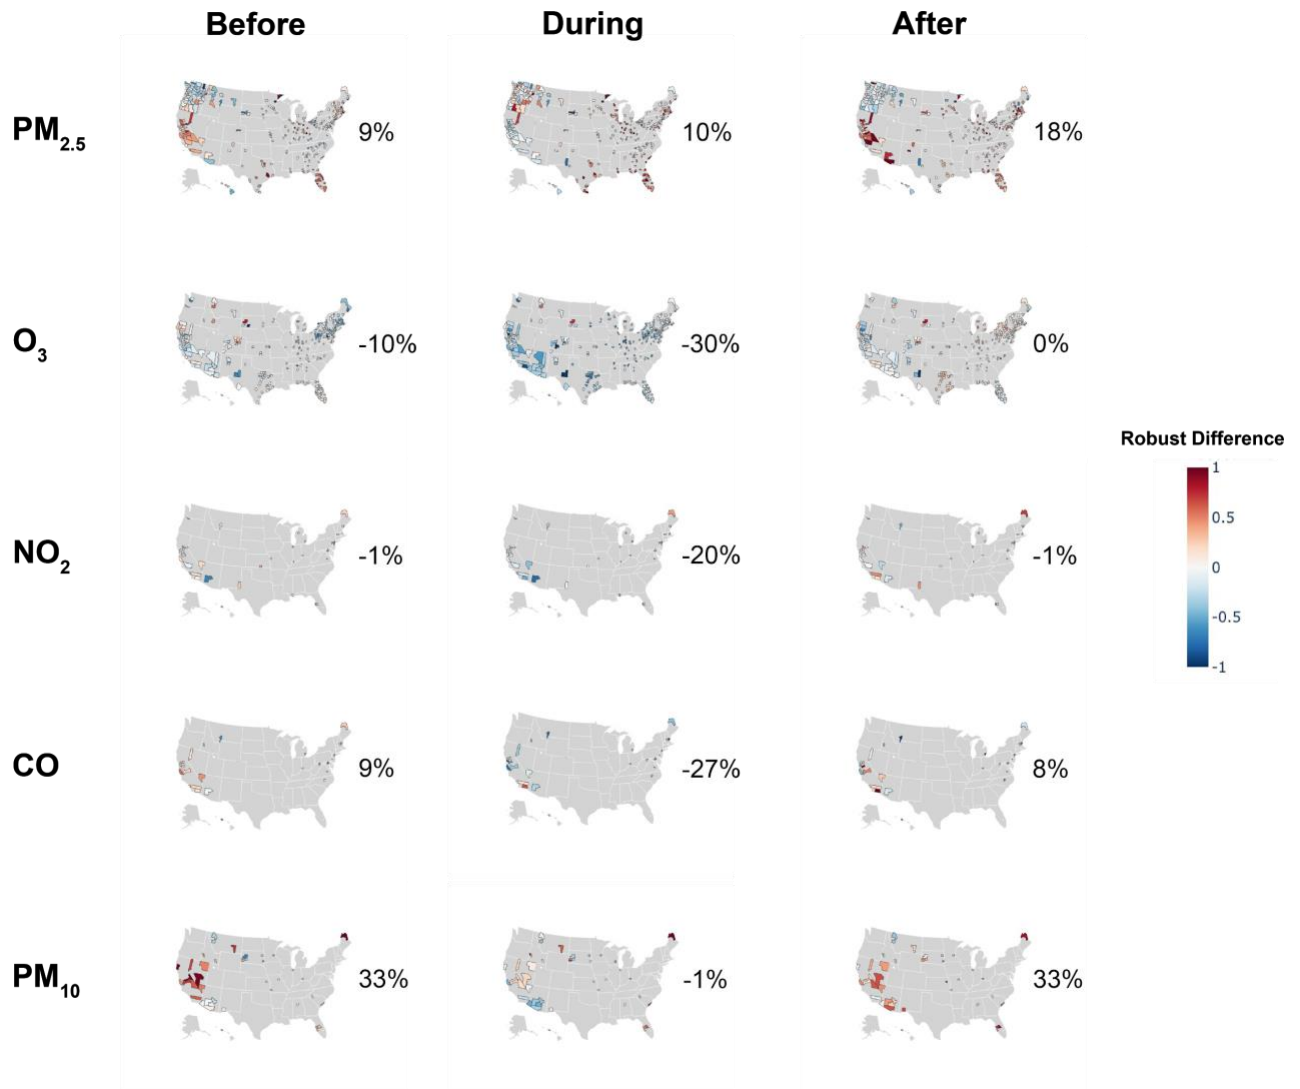 Before During After
PM2.5 9% 10% 18%
O3 -10% -30% 0%
Robust Difference
1
0.5
0
-0.5
-1
NO2 -1% -20% -1%
CO 9% -27% 8%
PM10 33% -1% 33%